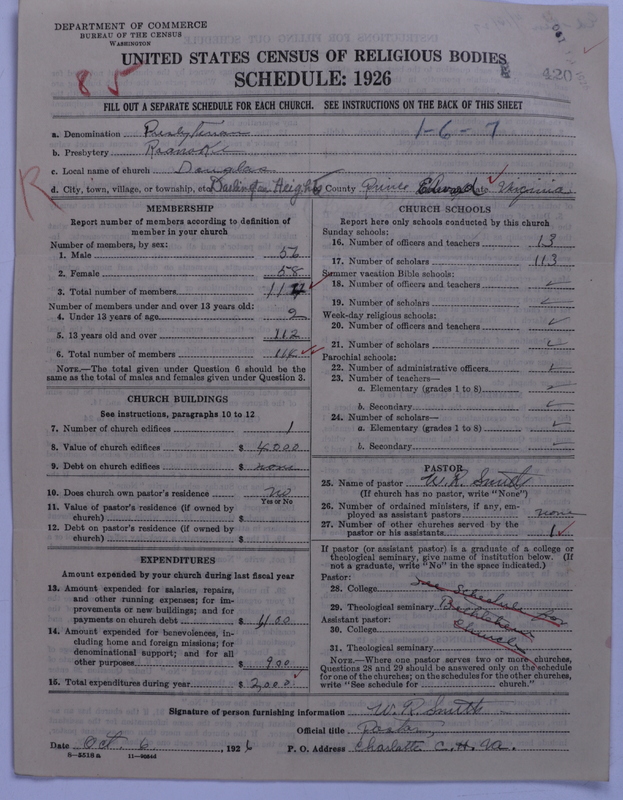 DEPARTMENT OF COMMERCE
BUREAU OF THE CENSUS
WASHINGTON
UNITED STATES CENSUS OF RELIGIOUS BODIES
SCHEDULE: 1926
85
420
FILL OUT A SEPARATE SCHEDULE FOR EACH CHURCH. SEE INSTRUCTIONS ON THE BACK OF THIS SHEET
a. Denomination Presbyterian 1-6-7
b. Presbytery Roanoke
c. Local name of church Douglas
R
d. City, town, village, or township, etc. Darlington Heights County Prince Edward State Virginia
MEMBERSHIP
Report number of members according to definition of
member in your church
Number of members, by sex:
1. Male 56
2. Female 58
3. Total number of members 114
Number of members under and over 13 years old:
4. Under 13 years of age 2
5. 13 years old and over 112
6. Total number of members 114
NOTE.—The total given under Question 6 should be
same as the total of males and females given under Question 3.
CHURCH BUILDINGS
See instructions, paragraphs 10 to 12
7. Number of church edifices 1
8. Value of church edifices $ 4000
9. Debt on church edifices $ none
10. Does church own pastor's residence no
Yes or No
11. Value of pastor's residence (if owned by
church) $
12. Debt on pastor's residence (if owned by
church) $
EXPENDITURES
Amount expended by your church during last fiscal year
13. Amount expended for salaries, repairs,
and other running expenses; for im-
provements or new buildings; and for
payments on church debt $
14. Amount expended for benevolences, in-
cluding home and foreign missions; for
denominational support; and for all
other purposes $ 900
15. Total expenditures during year $ 2000
CHURCH SCHOOLS
Report here only schools conducted by this church
Sunday schools:
16. Number of officers and teachers 13
17. Number of scholars 113
Summer vacation Bible schools:
18. Number of officers and teachers
19. Number of scholars
Week-day religious schools:
20. Number of officers and teachers
21. Number of scholars
Parochial schools:
22. Number of administrative officers
23. Number of teachers—
a. Elementary (grades 1 to 8)
b. Secondary
24. Number of scholars—
a. Elementary (grades 1 to 8)
b. Secondary
PASTOR
25. Name of pastor W. R. Smith
(If church has no pastor, write "None")
26. Number of ordained ministers, if any, em-
ployed as assistant pastors none
27. Number of other churches served by the
pastor or his assistants 1
If pastor (or assistant pastor) is a graduate of a college or
theological seminary, give name of institution below. (If
not a graduate, write "No" in the space indicated.)
Pastor:
28. College See Schedule for
29. Theological seminary Bethlehem
Assistant pastor:
30. College Church
31. Theological seminary
NOTE.—Where one pastor serves two or more churches,
Questions 28 and 29 should be answered only on the schedule
for one of the churches; on the schedules for the other churches,
write "See schedule for church."
Signature of person furnishing information W. R. Smith
Official title Pastor
Date Oct. 6, 1926 P. O. Address Charlotte C. H. Va.
8—5518a 11—9054d